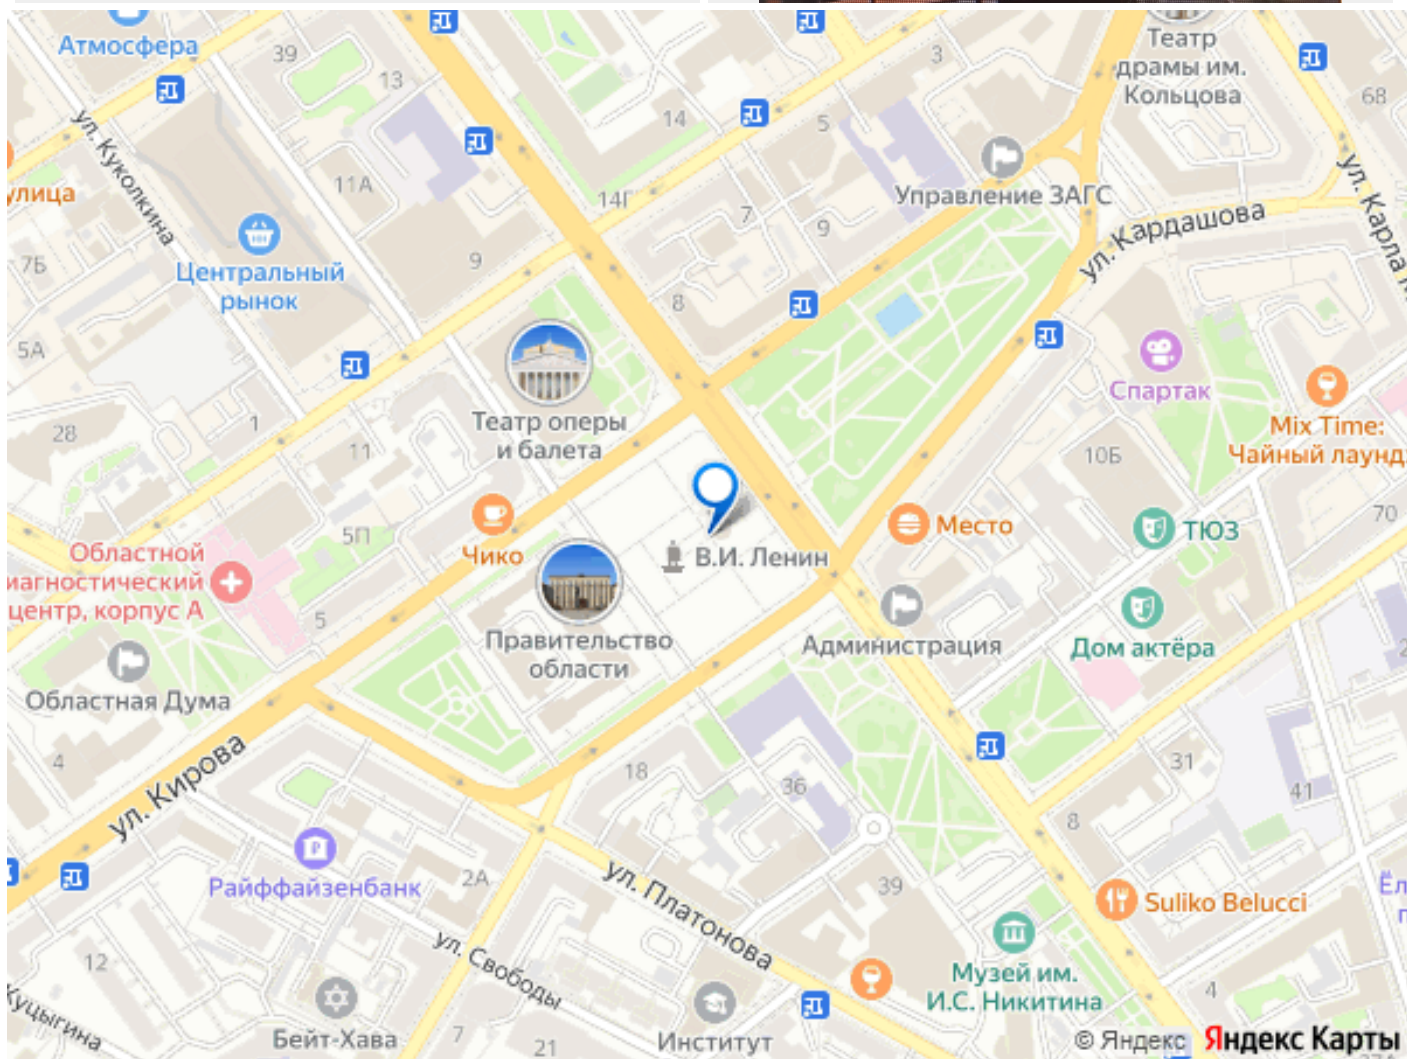 Атмосфера
39
13
3
Театр
драмы им.
Кольцова
68
ул. Куколкина
14
5
11А
14Г
Управление ЗАГС
улица
7
9
ул. Кардашова
ул. Карла
7Б
Центральный
рынок
9
8
5А
Спартак
Театр оперы
и балета
Mix Time:
Чайный лаунд
28
1
11
10Б
5П
Чико
Место
ТЮЗ
70
Областной
иагностический
центр, корпус А
В.И. Ленин
5
Правительство
области
Администрация
Дом актёра
2
Областная Дума
4
ул. Кирова
18
36
31
41
8
Райффайзенбанк
2А
ул. Платонова
39
Suliko Belucci
Ёл
п
12
ул. Свободы
Музей им.
И.С. Никитина
4
Куцыгина
Бейт-Хава
7
21
Институт
© Яндекс Яндекс Карты